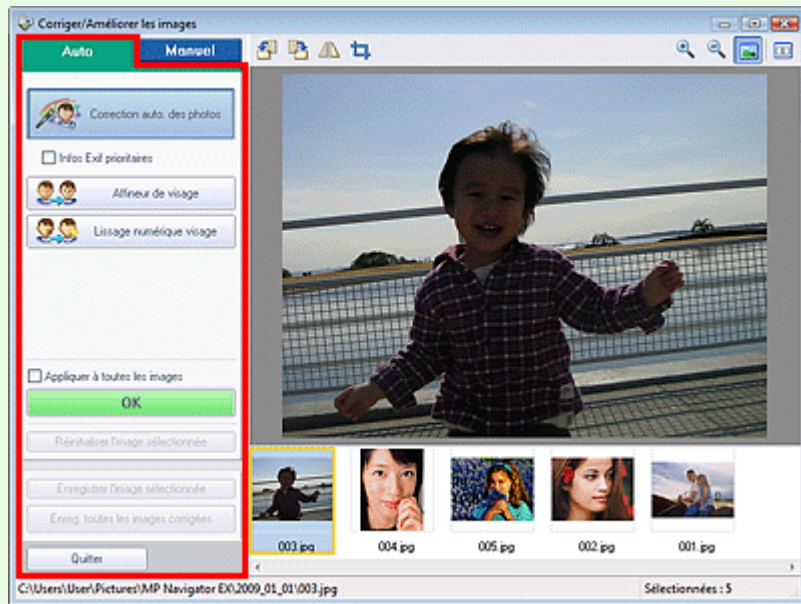 Corriger/Améliorer les images
Auto
Manuel
Correction auto. des photos
Infos Exif prioritaires
Affineur de visage
Lissage numérique visage
Appliquer à toutes les images
OK
Réinitialiser l'image sélectionnée
Enregistrer l'image sélectionnée
Enreg. toutes les images corrigées
Quitter
003.jpg
004.jpg
005.jpg
002.jpg
001.jpg
C:\Users\User\Pictures\MP Navigator EX\2009_01_01\003.jpg
Sélectionnées : 5